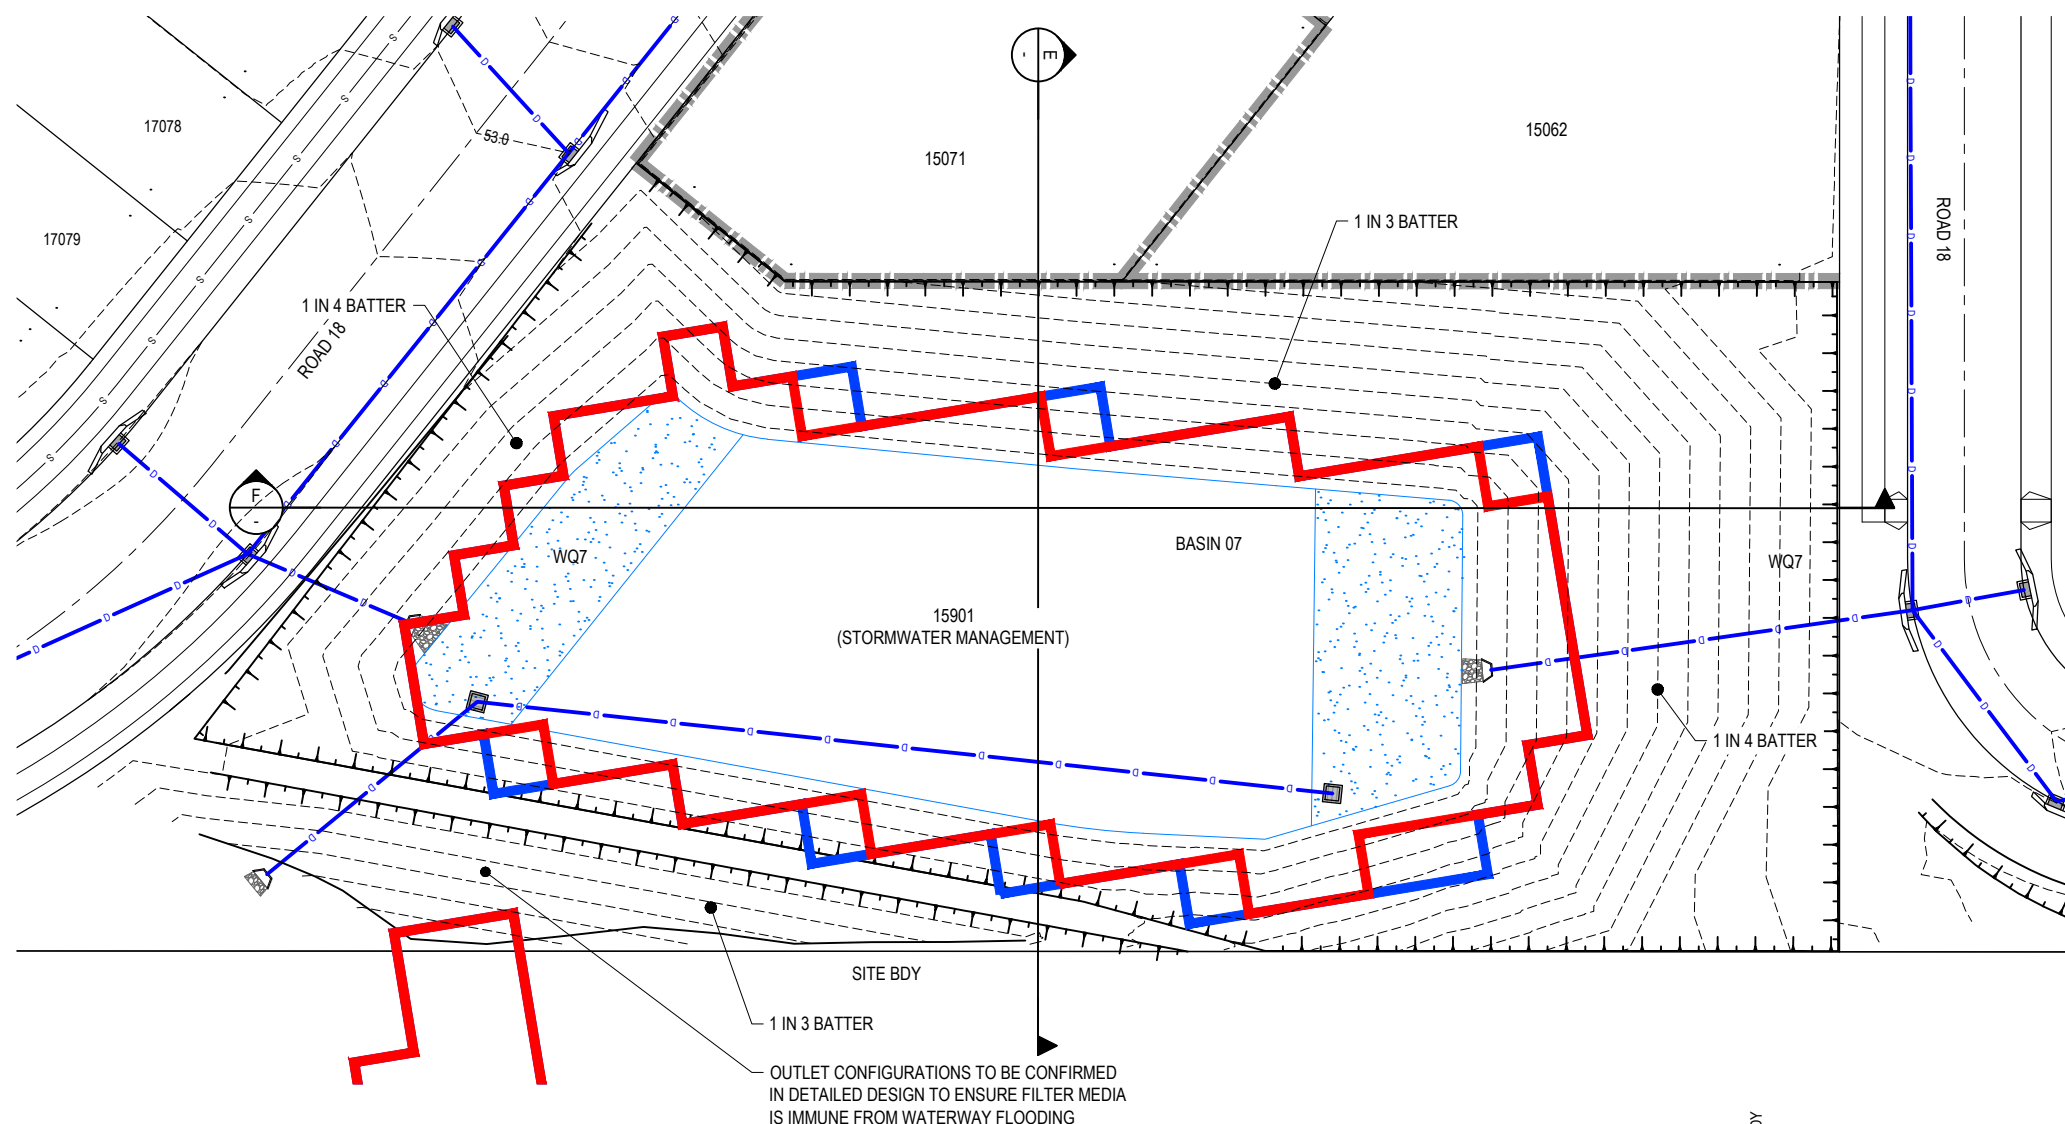 E
-
17078
53.0
15071
15062
17079
ROAD 18
1 IN 3 BATTER
1 IN 4 BATTER
ROAD 18
F
-
WQ7
BASIN 07
WQ7
15901
(STORMWATER MANAGEMENT)
1 IN 4 BATTER
SITE BDY
1 IN 3 BATTER
OUTLET CONFIGURATIONS TO BE CONFIRMED
IN DETAILED DESIGN TO ENSURE FILTER MEDIA
IS IMMUNE FROM WATERWAY FLOODING